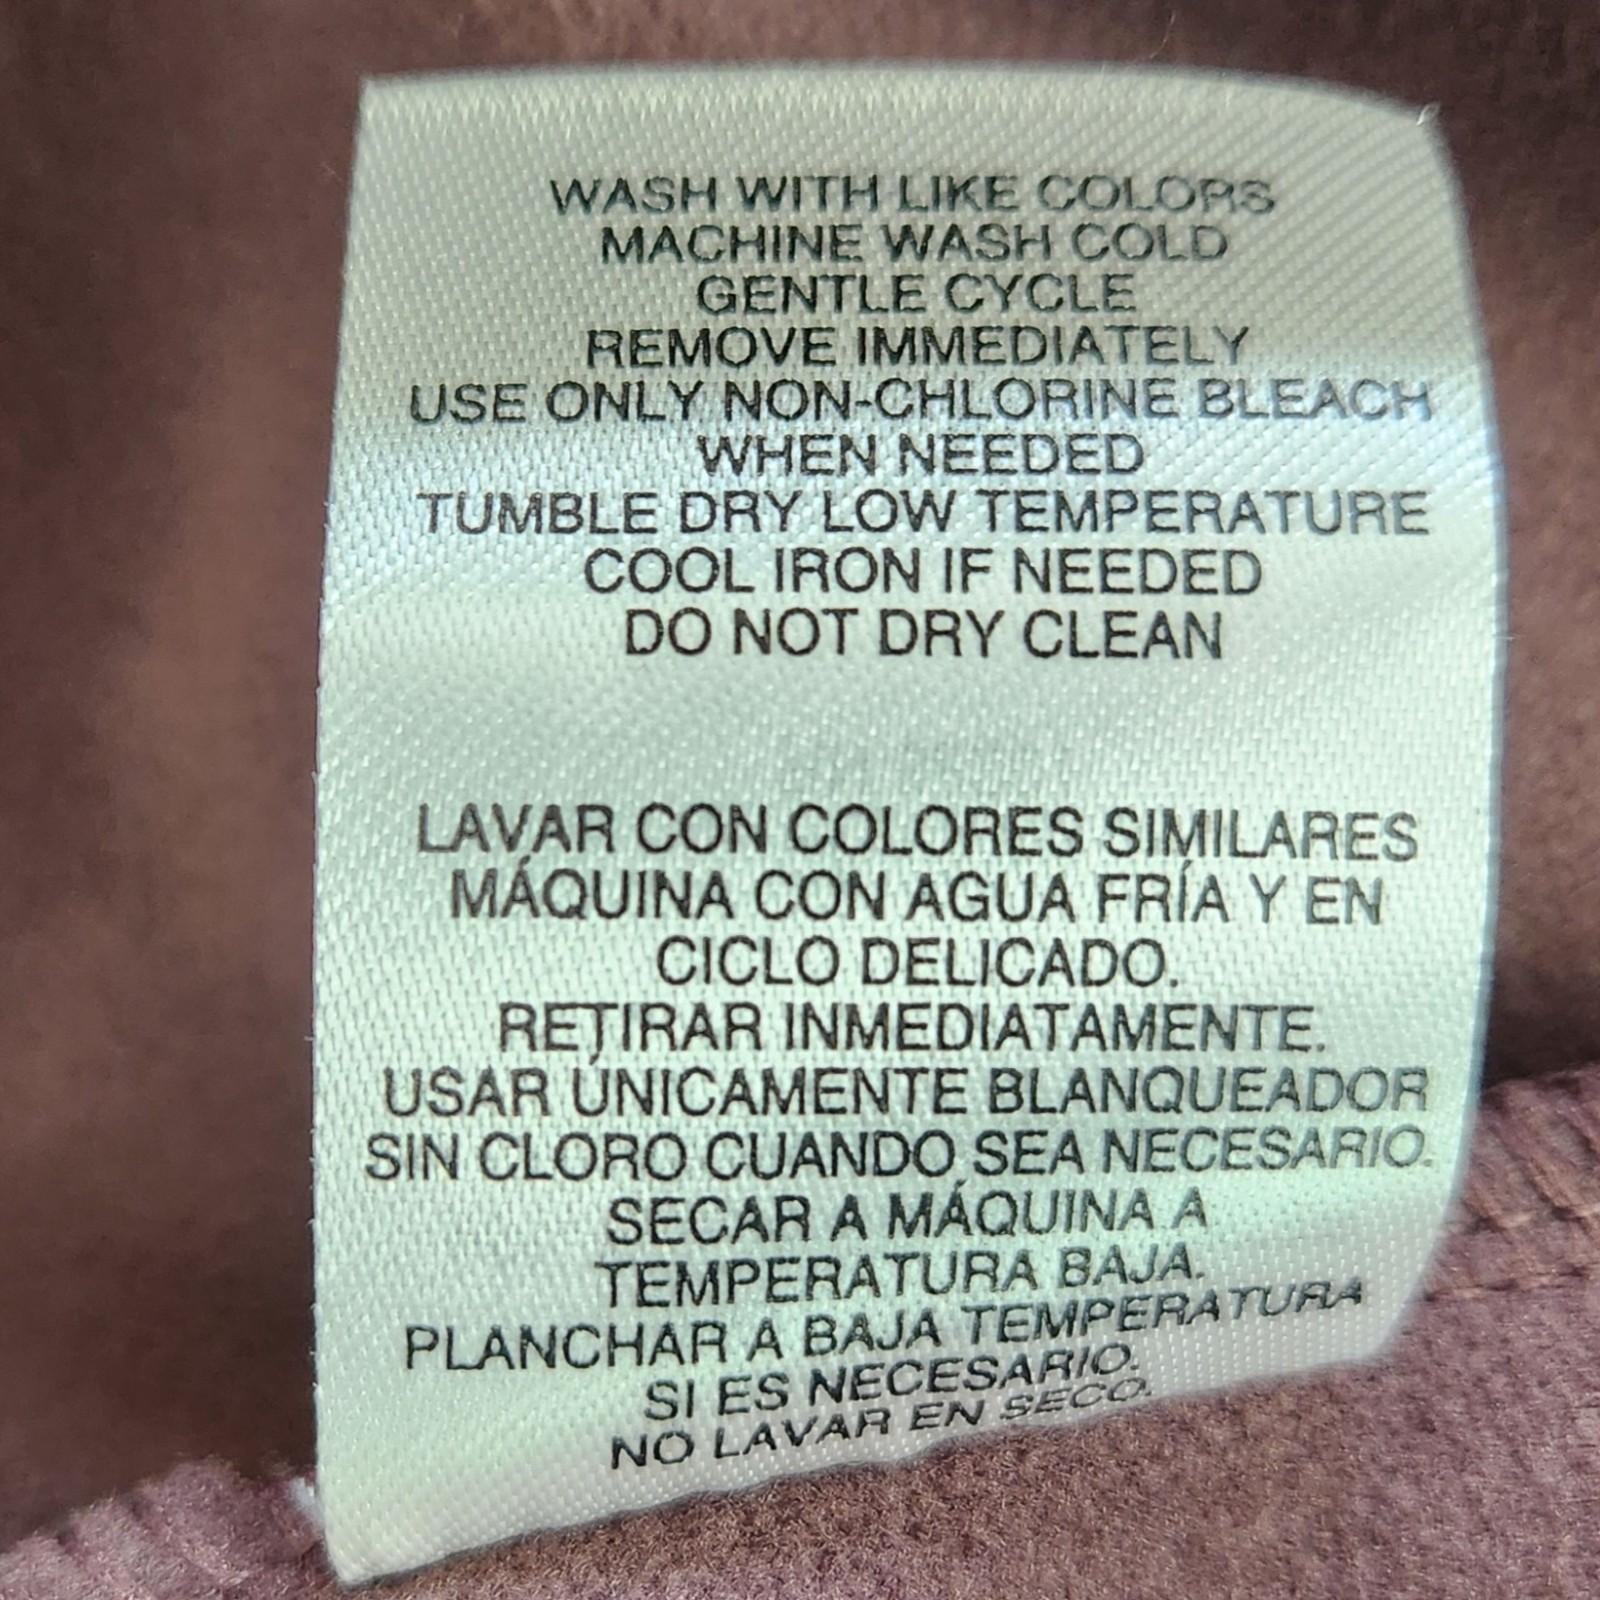 WASH WITH LIKE COLORS
MACHINE WASH COLD
GENTLE CYCLE
REMOVE IMMEDIATELY
USE ONLY NON-CHLORINE BLEACH
WHEN NEEDED
TUMBLE DRY LOW TEMPERATURE
COOL IRON IF NEEDED
DO NOT DRY CLEAN
LAVAR CON COLORES SIMILARES
MÁQUINA CON AGUA FRÍA Y EN
CICLO DELICADO.
RETIRAR INMEDIATAMENTE.
USAR ÚNICAMENTE BLANQUEADOR
SIN CLORO CUANDO SEA NECESARIO.
SECAR A MÁQUINA A
TEMPERATURA BAJA.
PLANCHAR A BAJA TEMPERATURA
SI ES NECESARIO.
NO LAVAR EN SECO.